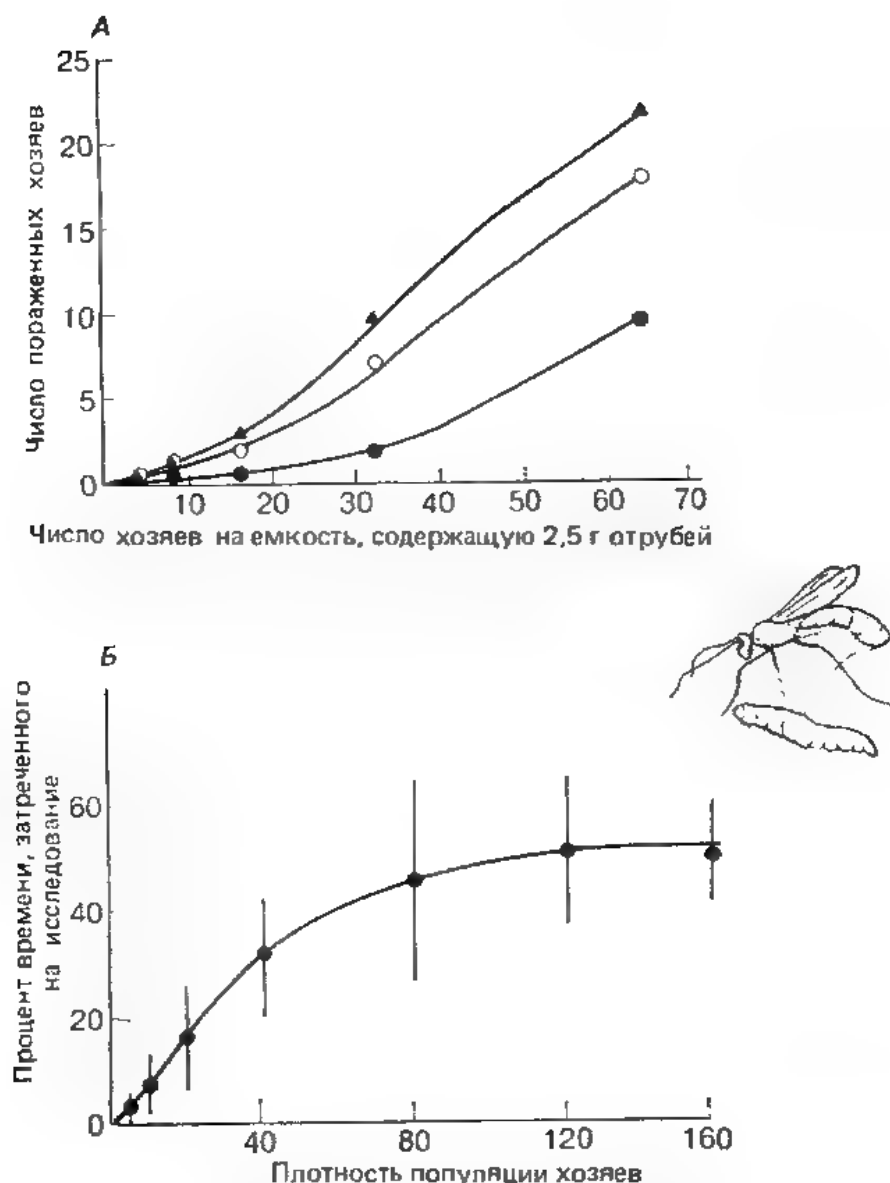 А
25
20
15
10
5
0
Число пораженных хозяев
10 20 30 40 50 60 70
Число хозяев на емкость, содержащую 2,5 г отрубей
Б
60
40
20
0
Процент времени, затреченного
на исследование
40 80 120 160
Плотность популяции хозяев